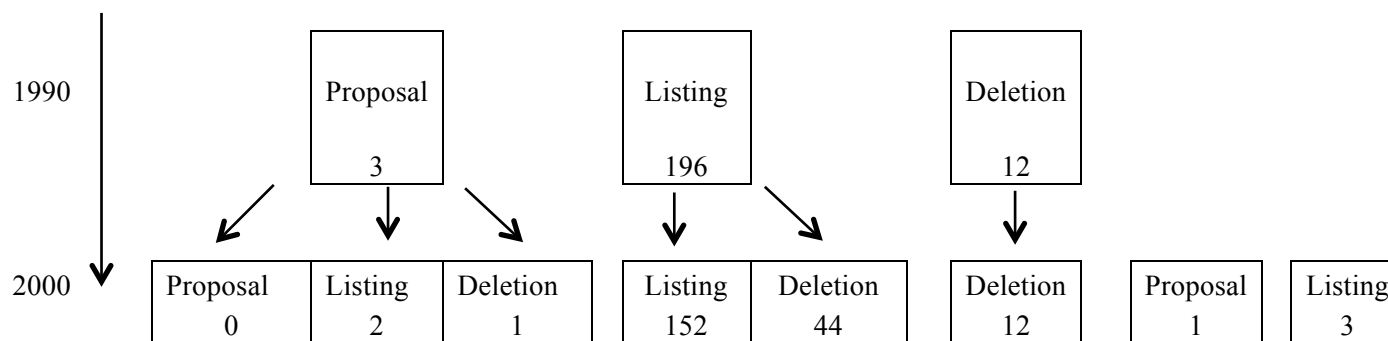 1990 Proposal Listing Deletion
3 196 12
2000 Proposal Listing Deletion Listing Deletion Deletion Proposal Listing
0 2 1 152 44 12 1 3